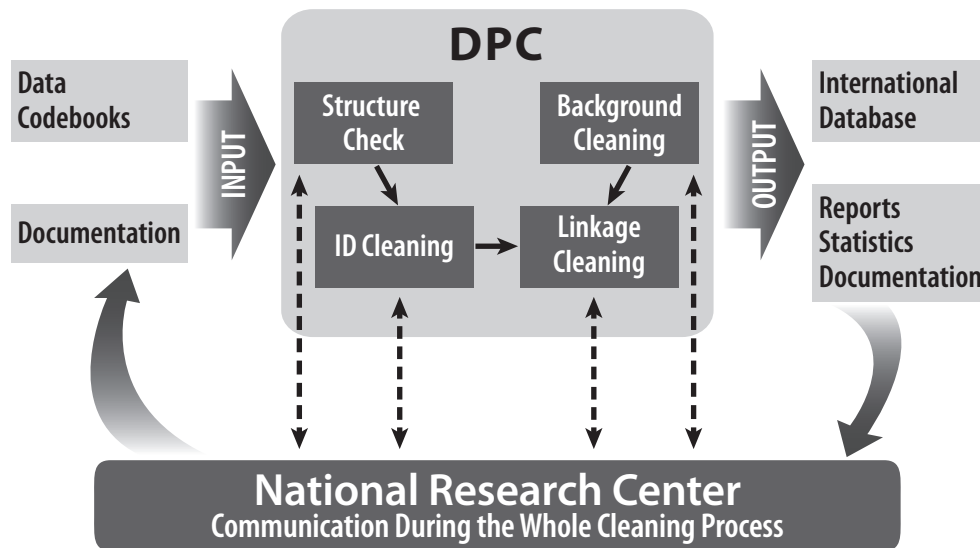 DPC
Data
Codebooks
Documentation
INPUT
Structure
Check
Background
Cleaning
ID Cleaning
Linkage
Cleaning
OUTPUT
International
Database
Reports
Statistics
Documentation
National Research Center
Communication During the Whole Cleaning Process